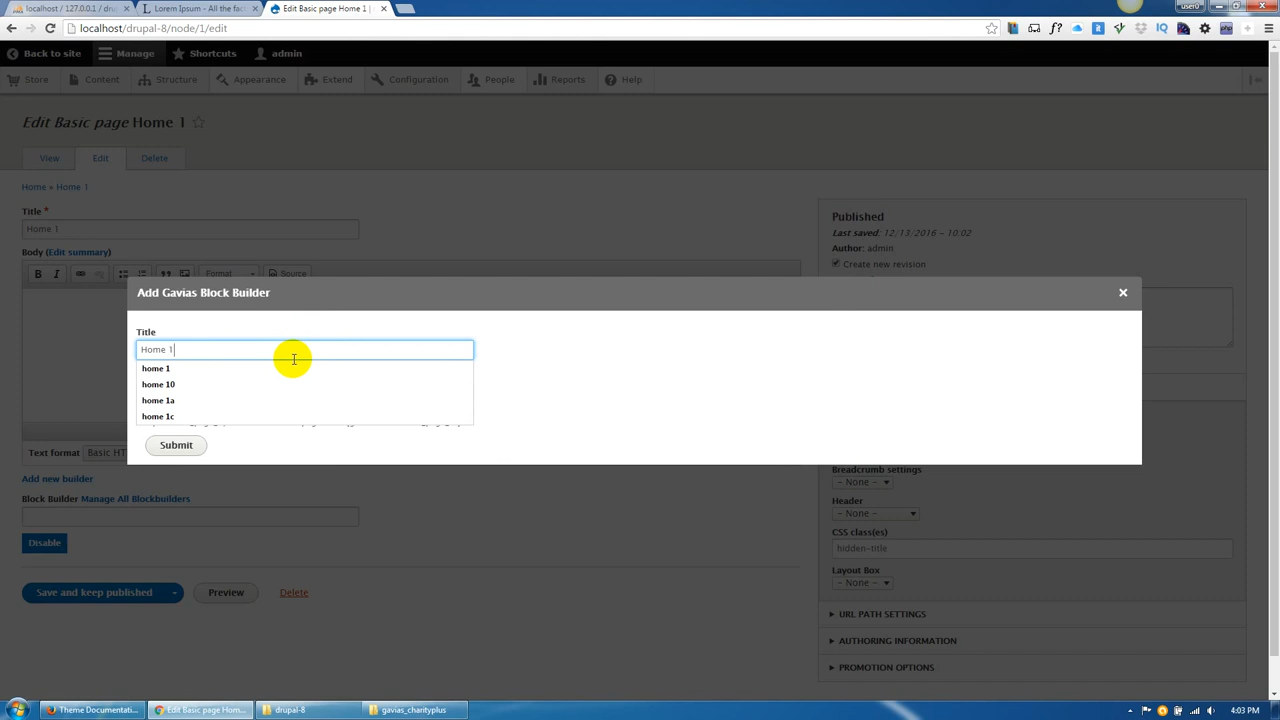 localhost / 127.0.0.1 / dru
Lorem Ipsum - All the fac
Edit Basic page Home 1 |
user0
localhost/drupal-8/node/1/edit
Back to site
Manage
Shortcuts
admin
Store
Content
Structure
Appearance
Extend
Configuration
People
Reports
Help
Edit Basic page Home 1
View
Edit
Delete
Home » Home 1
Title *
Home 1
Body (Edit summary)
B I
Format
Source
Published
Last saved: 12/13/2016 - 10:02
Author: admin
Create new revision
Add Gavias Block Builder
Title
Home 1
home 1
home 10
home 1a
home 1c
Submit
Text format
Basic HT
Add new builder
Block Builder Manage All Blockbuilders
Disable
Save and keep published
Preview
Delete
Breadcrumb settings
- None -
Header
- None -
CSS class(es)
hidden-title
Layout Box
- None -
URL PATH SETTINGS
AUTHORING INFORMATION
PROMOTION OPTIONS
Theme Documentati...
Edit Basic page Hom...
drupal-8
gavias_charityplus
4:03 PM